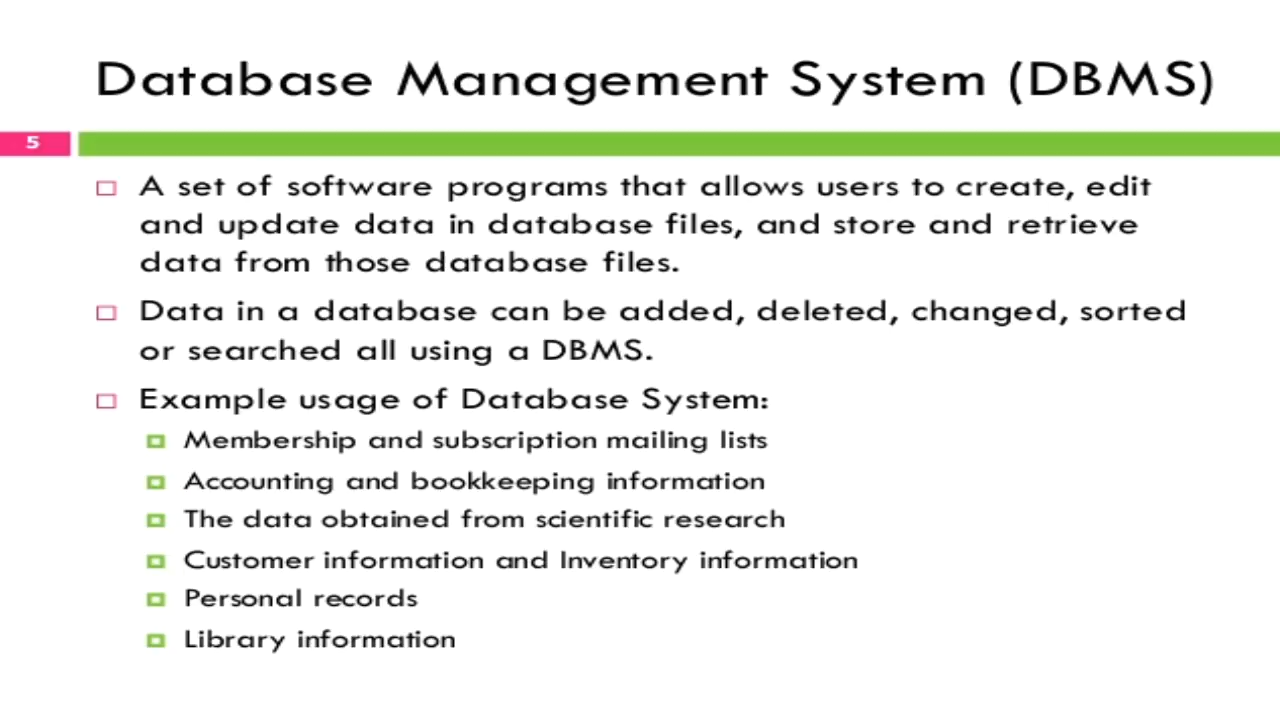 Database Management System (DBMS)
5
A set of software programs that allows users to create, edit
and update data in database files, and store and retrieve
data from those database files.
Data in a database can be added, deleted, changed, sorted
or searched all using a DBMS.
Example usage of Database System:
Membership and subscription mailing lists
Accounting and bookkeeping information
The data obtained from scientific research
Customer information and Inventory information
Personal records
Library information